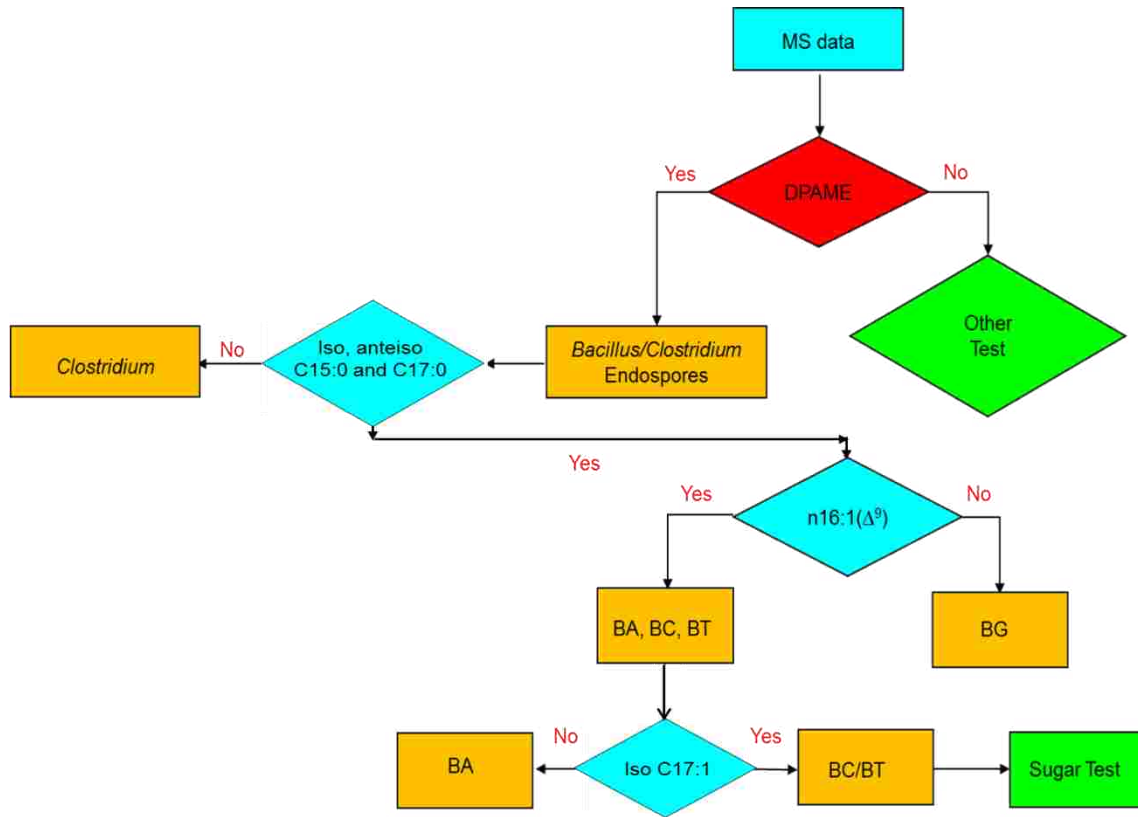 MS data
Yes
No
DPAME
Other
Test
Iso, anteiso
C15:0 and C17:0
No
Clostridium
Bacillus/Clostridium
Endospores
Yes
Yes
No
n16:1(Δ⁹)
BA, BC, BT
BG
No
Yes
BA
Iso C17:1
BC/BT
Sugar Test